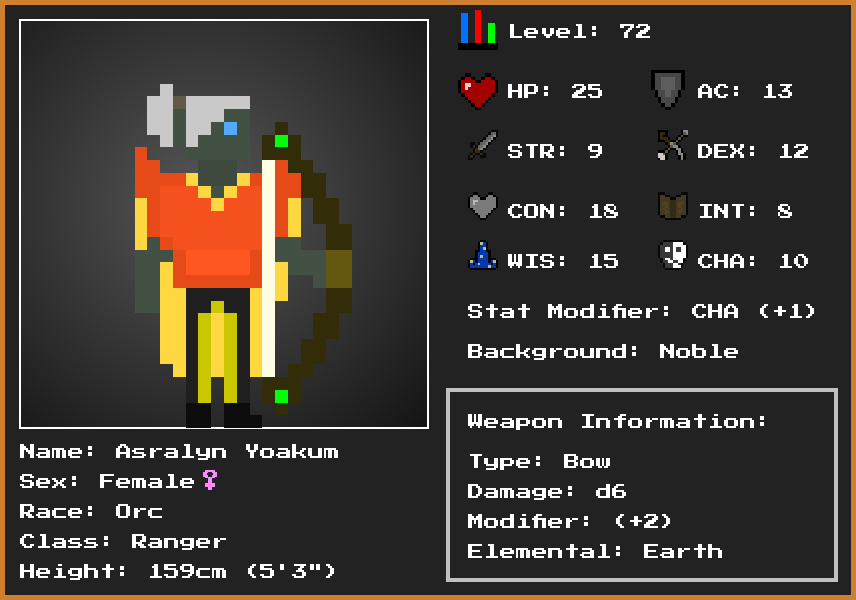 Level: 72
HP: 25 AC: 13
STR: 9 DEX: 12
CON: 18 INT: 8
WIS: 15 CHA: 10
Stat Modifier: CHA (+1)
Background: Noble
Weapon Information:
Type: Bow
Damage: d6
Modifier: (+2)
Elemental: Earth
Name: Asralyn Yoakum
Sex: Female♀
Race: Orc
Class: Ranger
Height: 159cm (5'3")